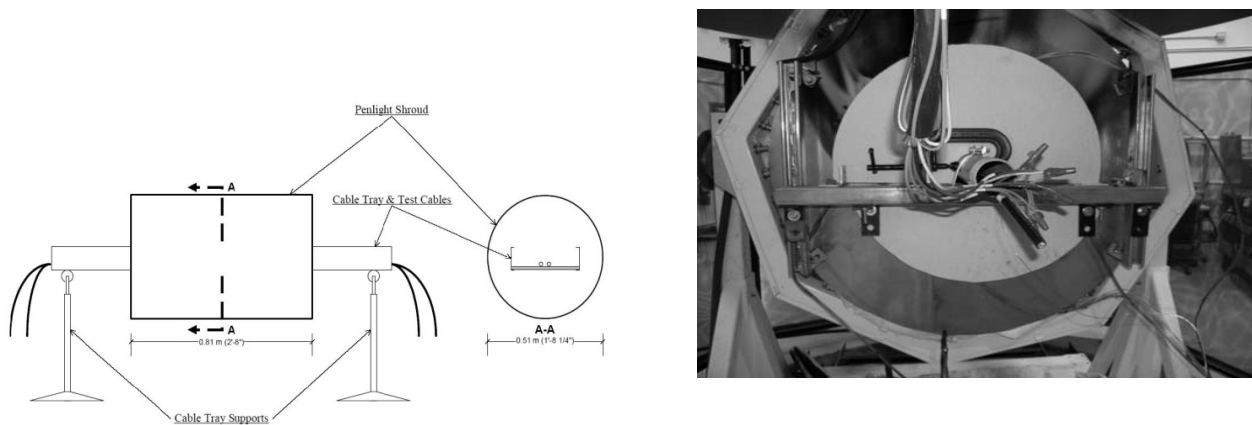 Penlight Shroud
A
Cable Tray & Test Cables
A
A-A
0.81 m (2'-8")
0.51 m (1'-8 1/4")
Cable Tray Supports